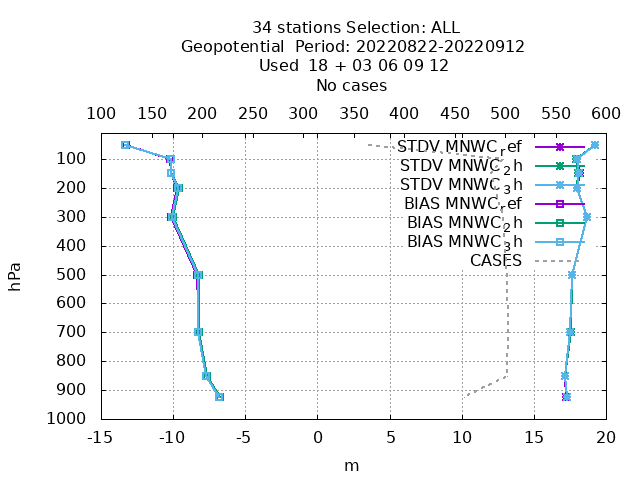 34 stations Selection: ALL
Geopotential  Period: 20220822-20220912
Used  18 + 03 06 09 12
No cases
100 150 200 250 300 350 400 450 500 550 600
STDV MNWC_ref
STDV MNWC_2h
STDV MNWC_3h
BIAS MNWC_ref
BIAS MNWC_2h
BIAS MNWC_3h
CASES
100
200
300
400
500
600
700
800
900
1000
hPa
-15 -10 -5 0 5 10 15 20
m